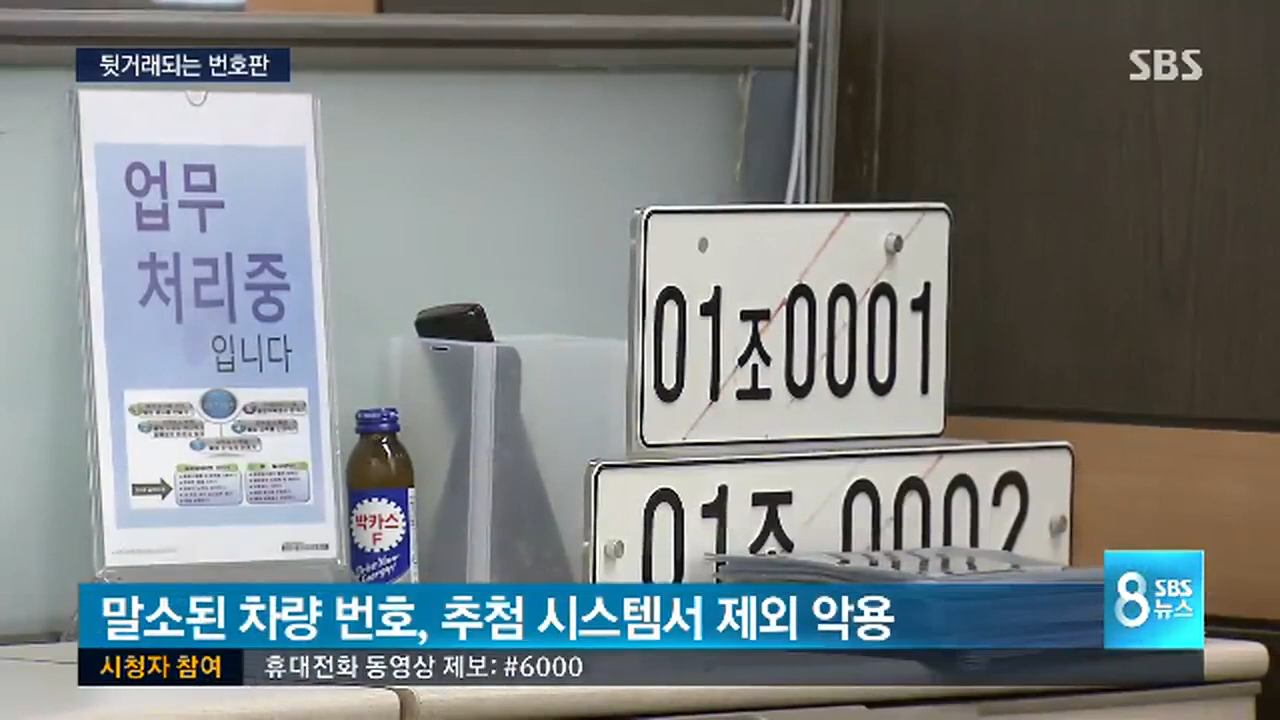 뒷거래되는 번호판
SBS
업무
처리중
입니다
01조0001
01조 0002
박카스
F
말소된 차량 번호, 추첨 시스템서 제외 악용
8 SBS
뉴스
시청자 참여
휴대전화 동영상 제보: #6000